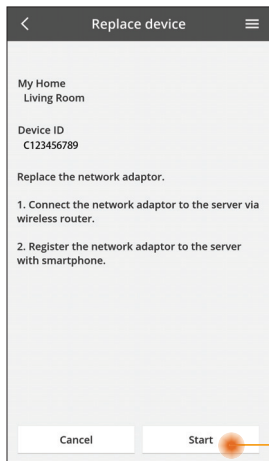 Replace device
My Home
Living Room
Device ID
C123456789
Replace the network adaptor.
1. Connect the network adaptor to the server via
wireless router.
2. Register the network adaptor to the server
with smartphone.
Cancel Start